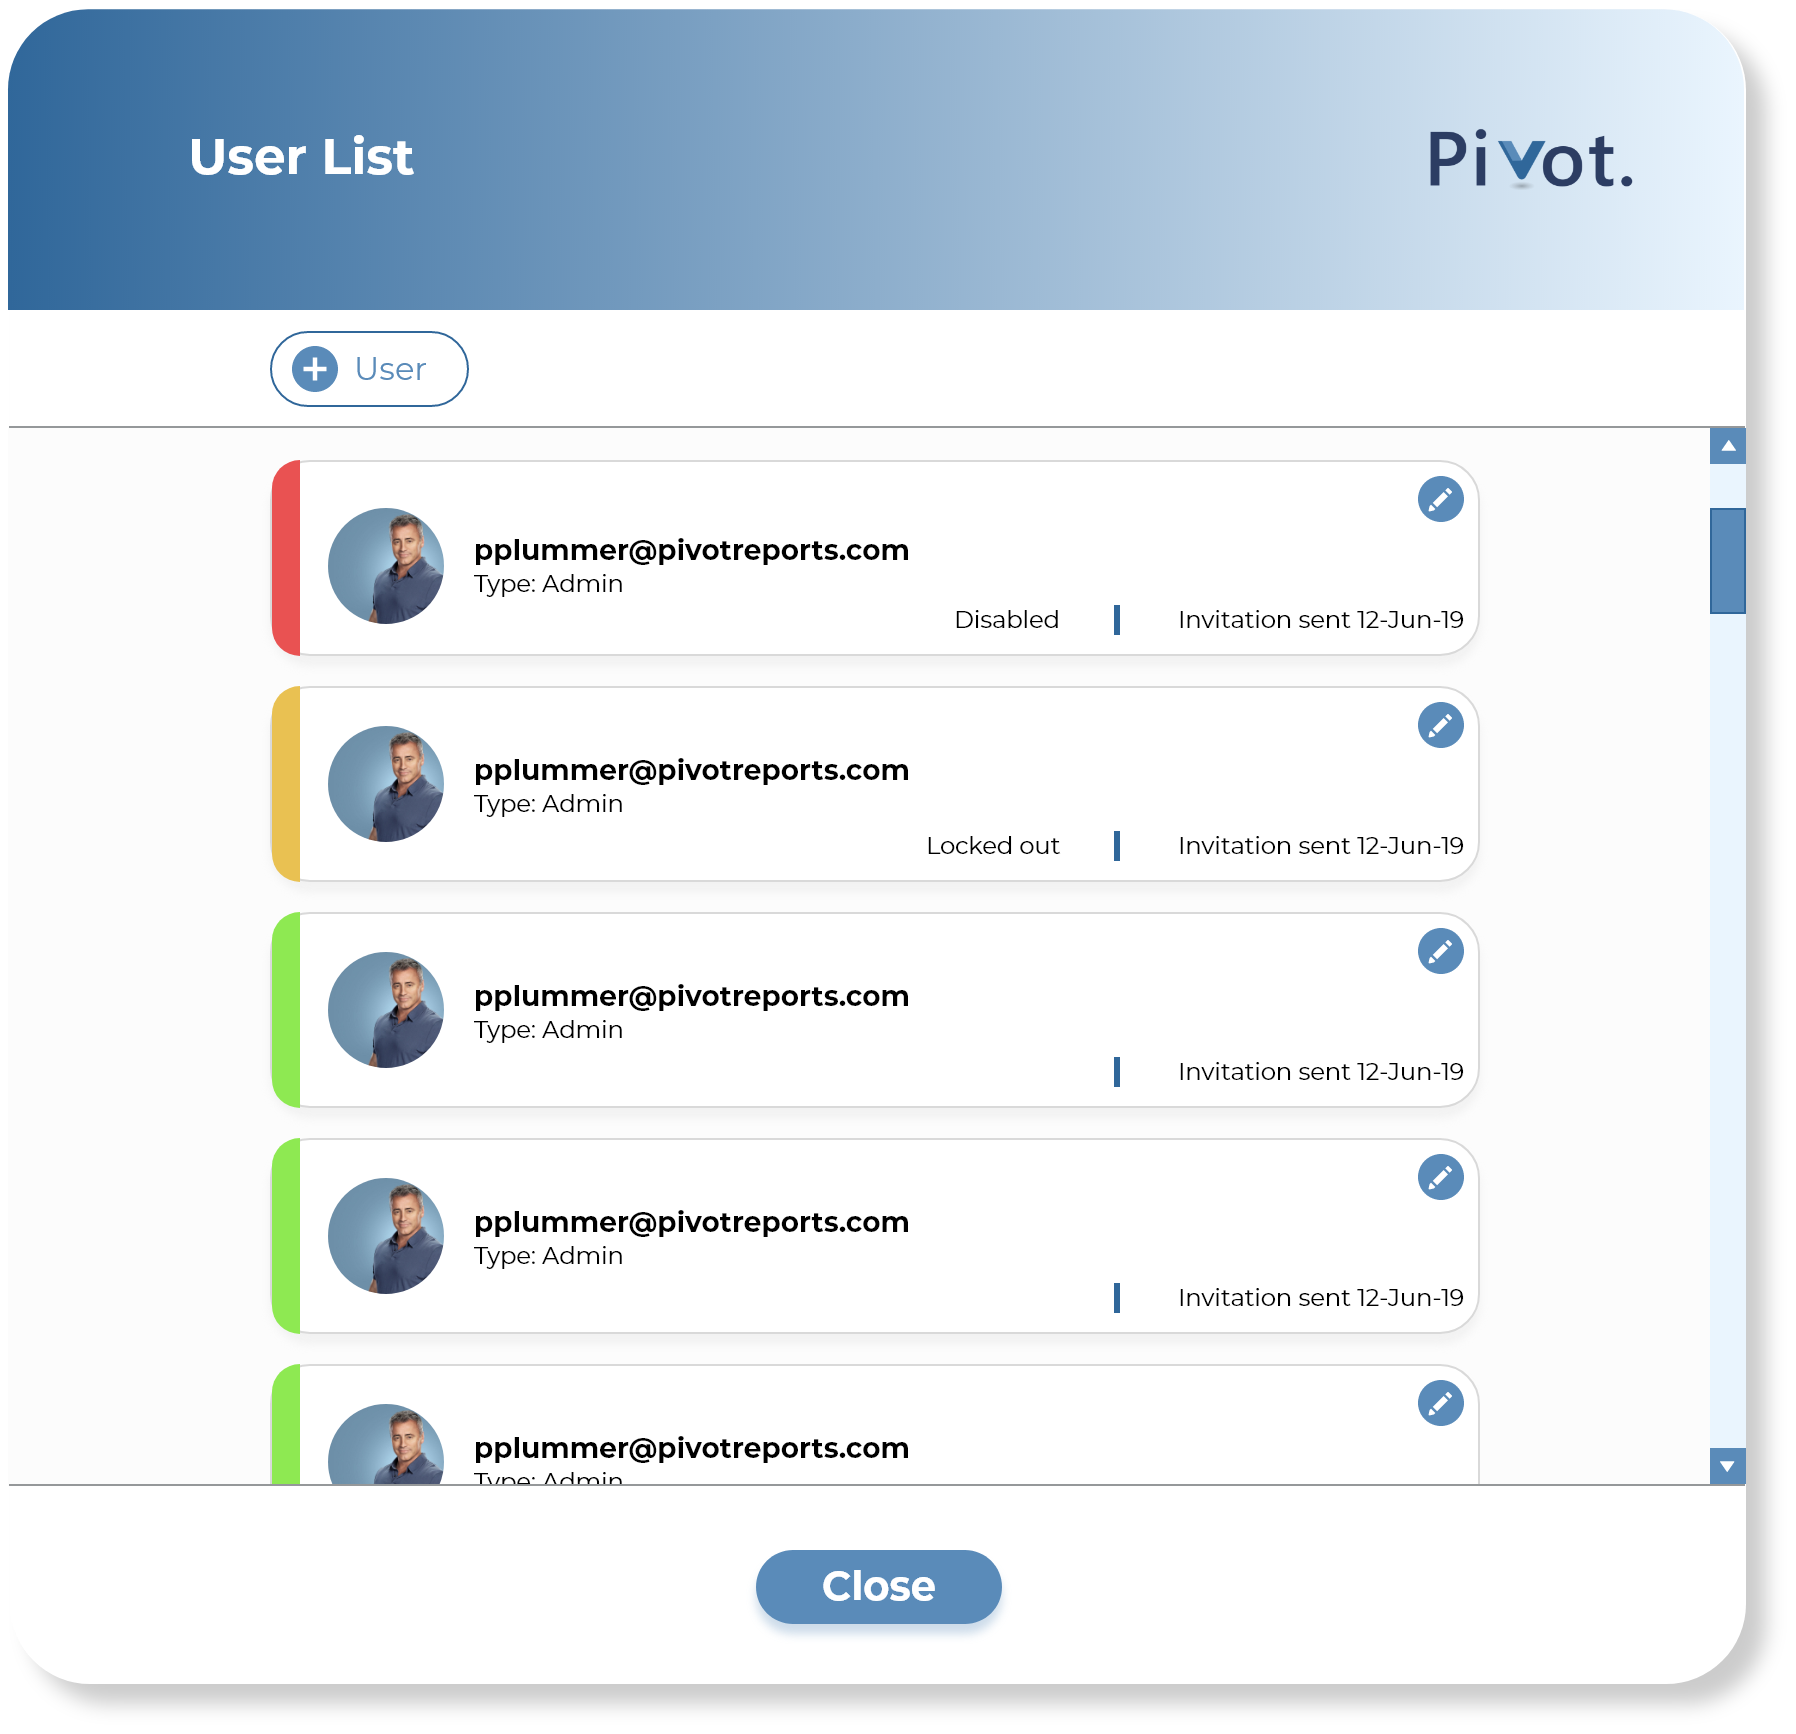 User List
Pivot.
User
pplummer@pivotreports.com
Type: Admin
Disabled
Invitation sent 12-Jun-19
pplummer@pivotreports.com
Type: Admin
Locked out
Invitation sent 12-Jun-19
pplummer@pivotreports.com
Type: Admin
Invitation sent 12-Jun-19
pplummer@pivotreports.com
Type: Admin
Invitation sent 12-Jun-19
pplummer@pivotreports.com
Type: Admin
Close